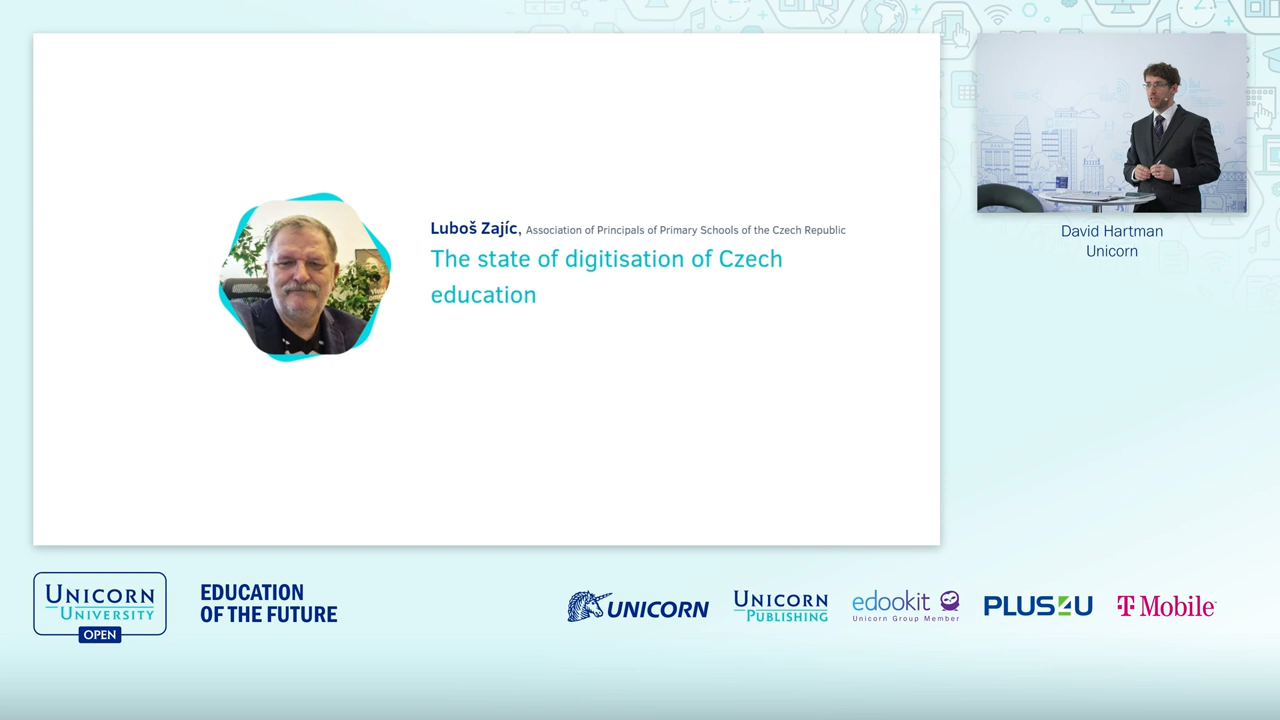 Luboš Zajíc, Association of Principals of Primary Schools of the Czech Republic
The state of digitisation of Czech
education
David Hartman
Unicorn
UNICORN
UNIVERSITY
OPEN
EDUCATION
OF THE FUTURE
UNICORN
UNICORN
PUBLISHING
edookit
Unicorn Group Member
PLUS4U
T Mobile